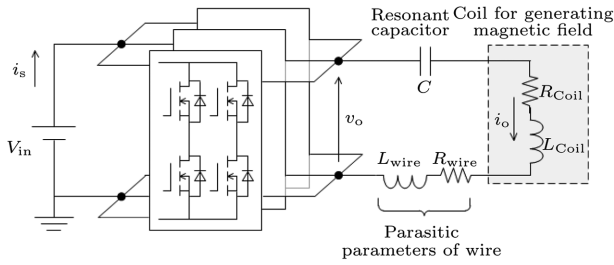 Resonant
capacitor
Coil for generating
magnetic field
i_s
V_in
C
v_o
i_o
R_Coil
L_Coil
L_wire
R_wire
Parasitic
parameters of wire